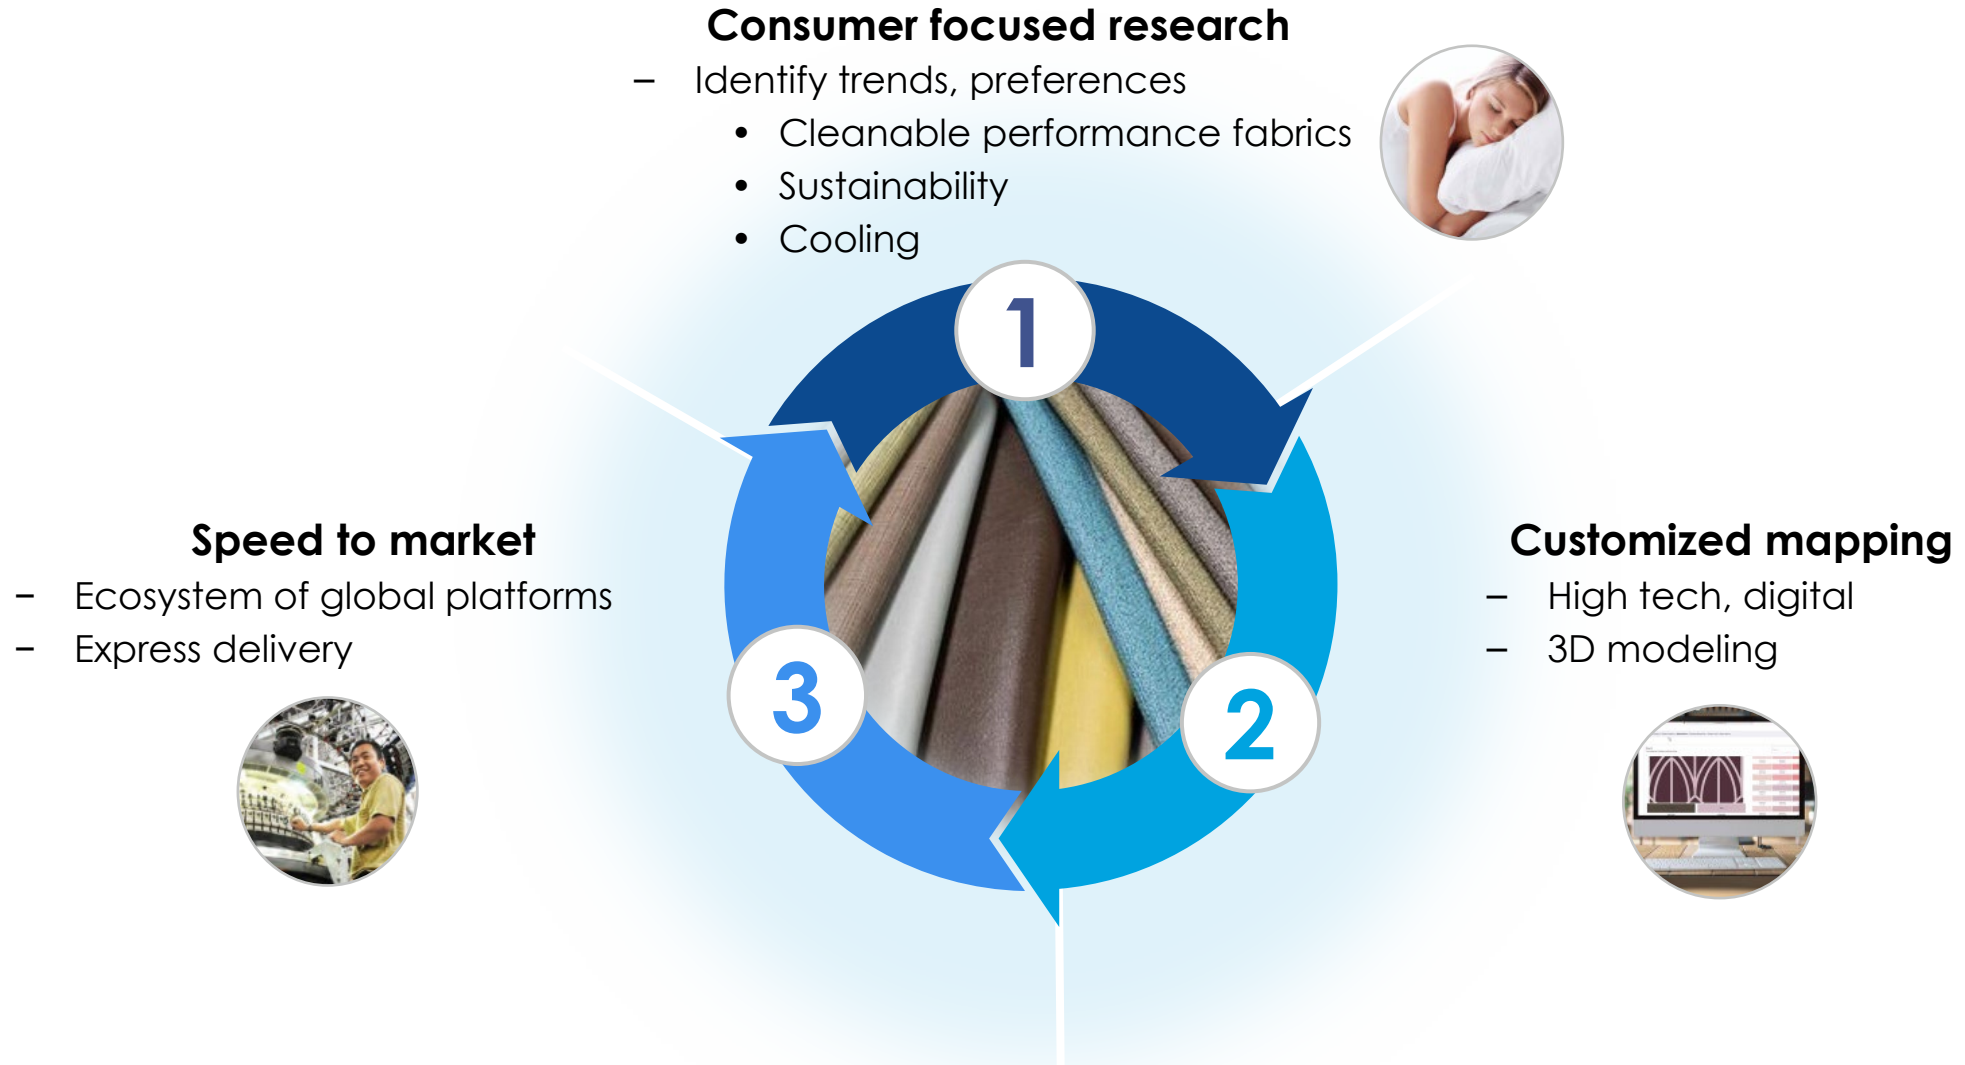 Consumer focused research
– Identify trends, preferences
• Cleanable performance fabrics
• Sustainability
• Cooling
1
Customized mapping
– High tech, digital
– 3D modeling
2
Speed to market
– Ecosystem of global platforms
– Express delivery
3